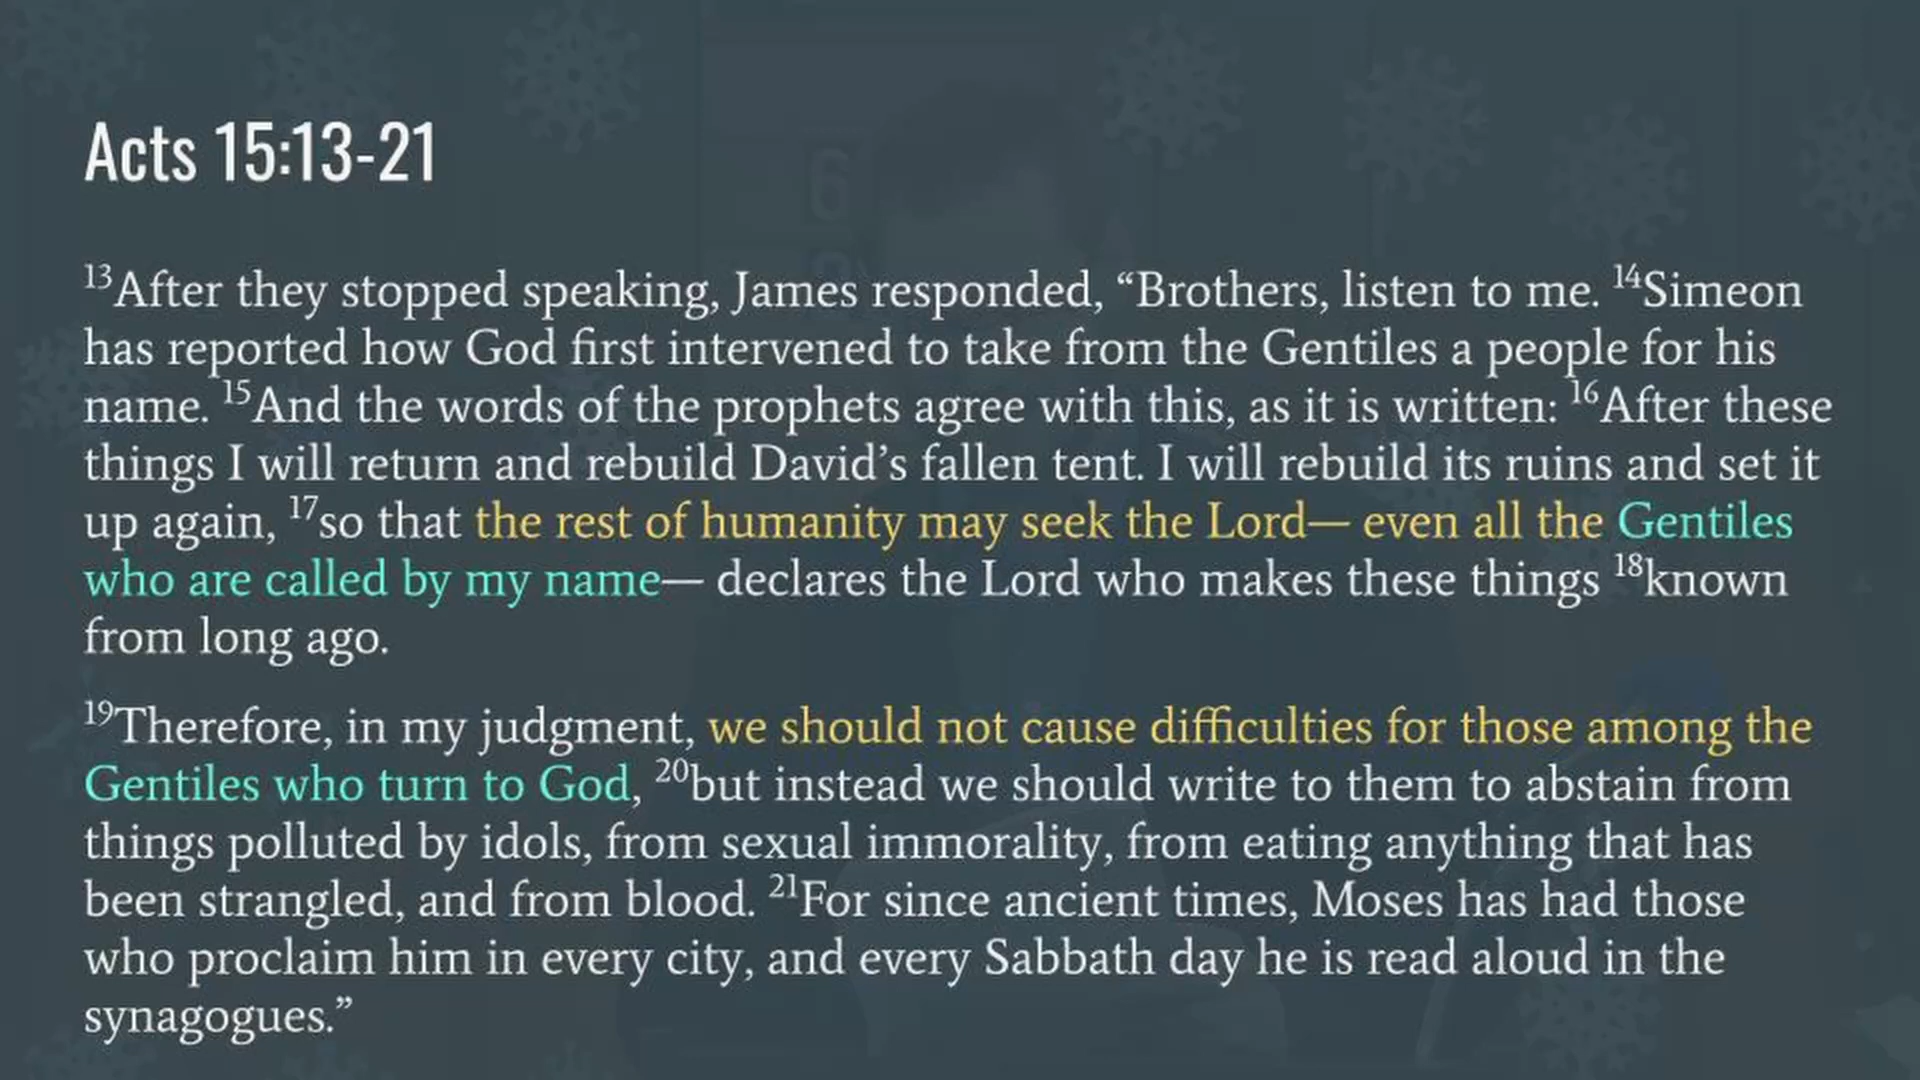 Acts 15:13-21
13After they stopped speaking, James responded, “Brothers, listen to me. 14Simeon
has reported how God first intervened to take from the Gentiles a people for his
name. 15And the words of the prophets agree with this, as it is written: 16After these
things I will return and rebuild David’s fallen tent. I will rebuild its ruins and set it
up again, 17so that the rest of humanity may seek the Lord— even all the Gentiles
who are called by my name— declares the Lord who makes these things 18known
from long ago.
19Therefore, in my judgment, we should not cause difficulties for those among the
Gentiles who turn to God, 20but instead we should write to them to abstain from
things polluted by idols, from sexual immorality, from eating anything that has
been strangled, and from blood. 21For since ancient times, Moses has had those
who proclaim him in every city, and every Sabbath day he is read aloud in the
synagogues.”